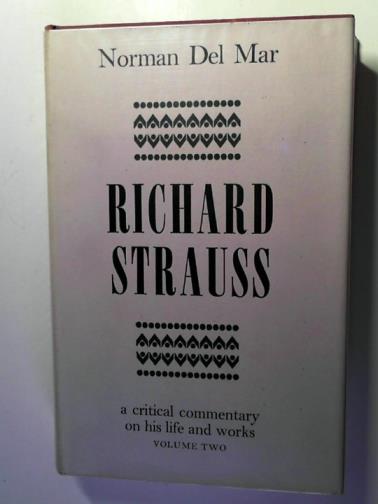 Norman Del Mar
RICHARD
STRAUSS
a critical commentary
on his life and works
VOLUME TWO